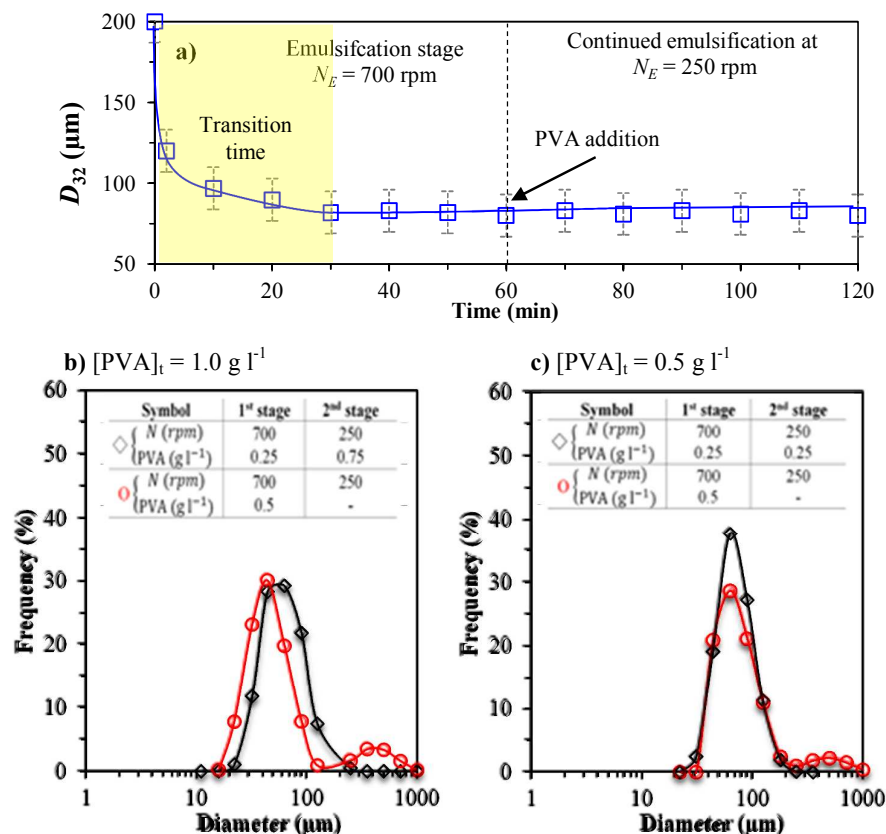 200
150
100
50
D32 (µm)
a)
Emulsifcation stage
NE = 700 rpm
Continued emulsification at
NE = 250 rpm
Transition
time
PVA addition
0 20 40 60 80 100 120
Time (min)
b) [PVA]t = 1.0 g l-1
60
50
40
30
20
10
0
Frequency (%)
Symbol 1st stage 2nd stage
N (rpm) 700 250
PVA (g l−1) 0.25 0.75
N (rpm) 700 250
PVA (g l−1) 0.5 -
1 10 100 1000
Diameter (µm)
c) [PVA]t = 0.5 g l-1
60
50
40
30
20
10
0
Frequency (%)
Symbol 1st stage 2nd stage
N (rpm) 700 250
PVA (g l−1) 0.25 0.25
N (rpm) 700 250
PVA (g l−1) 0.5 -
1 10 100 1000
Diameter (µm)